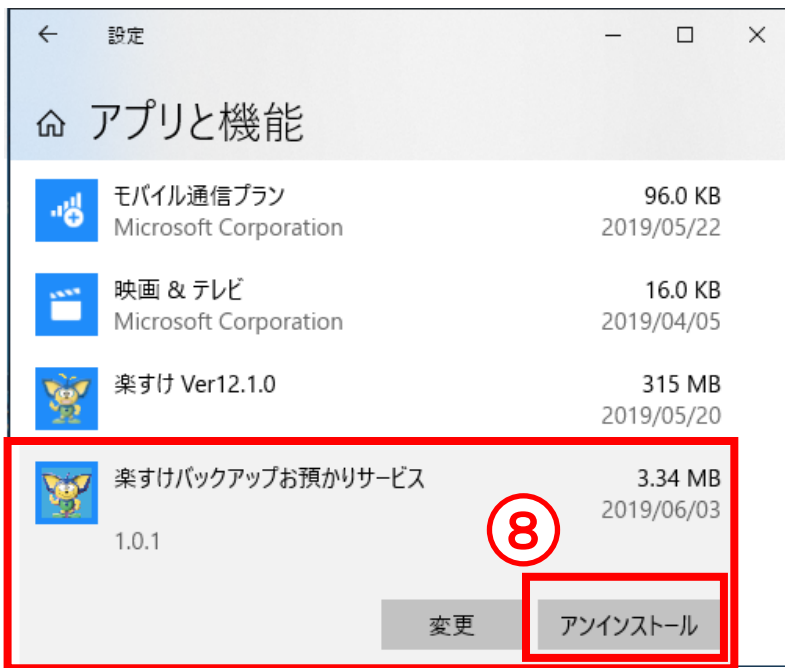 設定
アプリと機能
モバイル通信プラン 96.0 KB
Microsoft Corporation 2019/05/22
映画 & テレビ 16.0 KB
Microsoft Corporation 2019/04/05
楽すけ Ver12.1.0 315 MB
2019/05/20
楽すけバックアップお預かりサービス 3.34 MB
2019/06/03
⑧
1.0.1
変更 アンインストール